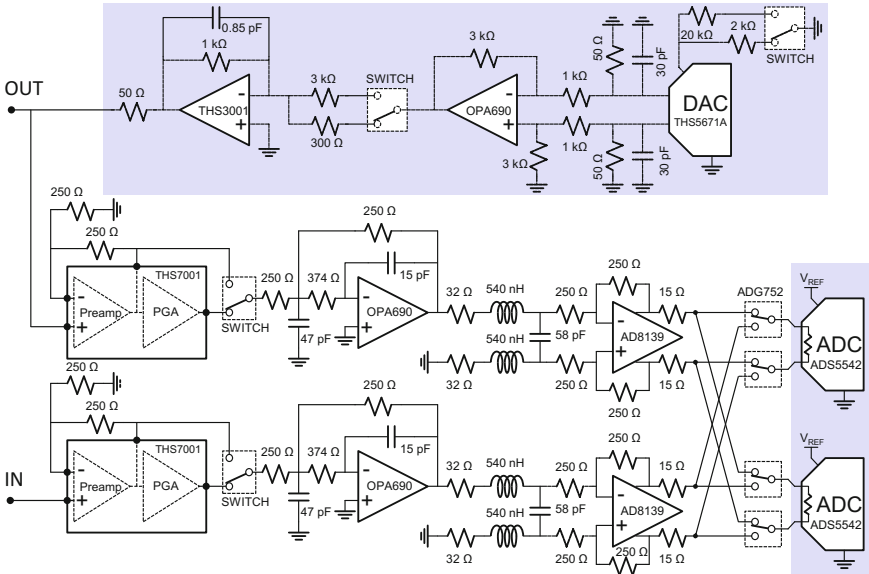 0.85 pF
1 kΩ
THS3001
50 Ω
OUT
3 kΩ
300 Ω
SWITCH
3 kΩ
OPA690
3 kΩ
1 kΩ
1 kΩ
50 Ω
30 pF
50 Ω
30 pF
20 kΩ
2 kΩ
SWITCH
DAC
THS5671A
250 Ω
250 Ω
THS7001
Preamp
PGA
SWITCH
250 Ω
374 Ω
47 pF
250 Ω
15 pF
OPA690
32 Ω
540 nH
540 nH
32 Ω
58 pF
250 Ω
250 Ω
250 Ω
AD8139
250 Ω
15 Ω
15 Ω
ADG752
VREF
ADC
ADS5542
250 Ω
250 Ω
THS7001
Preamp
PGA
IN
SWITCH
250 Ω
374 Ω
47 pF
250 Ω
15 pF
OPA690
32 Ω
540 nH
540 nH
32 Ω
58 pF
250 Ω
250 Ω
250 Ω
AD8139
250 Ω
15 Ω
15 Ω
VREF
ADC
ADS5542